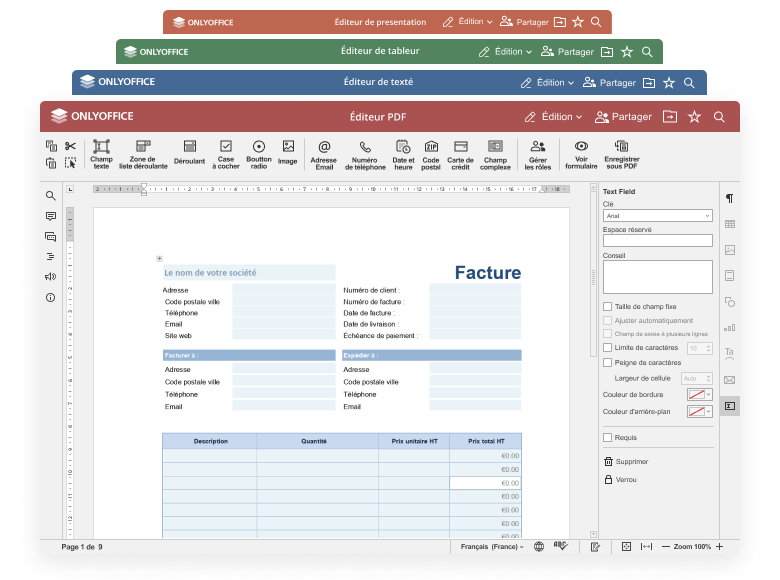 ONLYOFFICE Éditeur de presentation Édition Partager
ONLYOFFICE Éditeur de tableur Édition Partager
ONLYOFFICE Éditeur de texté Édition Partager
ONLYOFFICE Éditeur PDF Édition Partager
Champ texte
Zone de liste déroulante
Déroulant
Case à cocher
Bouton radio
Image
Adresse Email
Numéro de téléphone
Date et heure
Code postal
Carte de crédit
Champ complexe
Gérer les rôles
Voir formulaire
Enregistrer sous PDF
Le nom de votre société
Facture
Adresse Numéro de client :
Code postale ville Numéro de facture :
Téléphone Date de facture :
Email Date de livraison :
Site web Échéance de paiement :
Facturer à : Expédier à :
Adresse Adresse
Code postale ville Code postale ville
Téléphone Téléphone
Email Email
Description Quantité Prix unitaire HT Prix total HT
€0.00
€0.00
€0.00
€0.00
€0.00
€0.00
€0.00
Text Field
Clé
Arial
Espace réservé
Conseil
Taille de champ fixe
Ajuster automatiquement
Champ de saisie à plusieurs lignes
Limite de caractères 10
Peigne de caractères
Largeur de cellule Auto
Couleur de bordure
Couleur d'arrière-plan
Requis
Supprimer
Verrou
Page 1 de 9 Français (France) ABC Zoom 100%